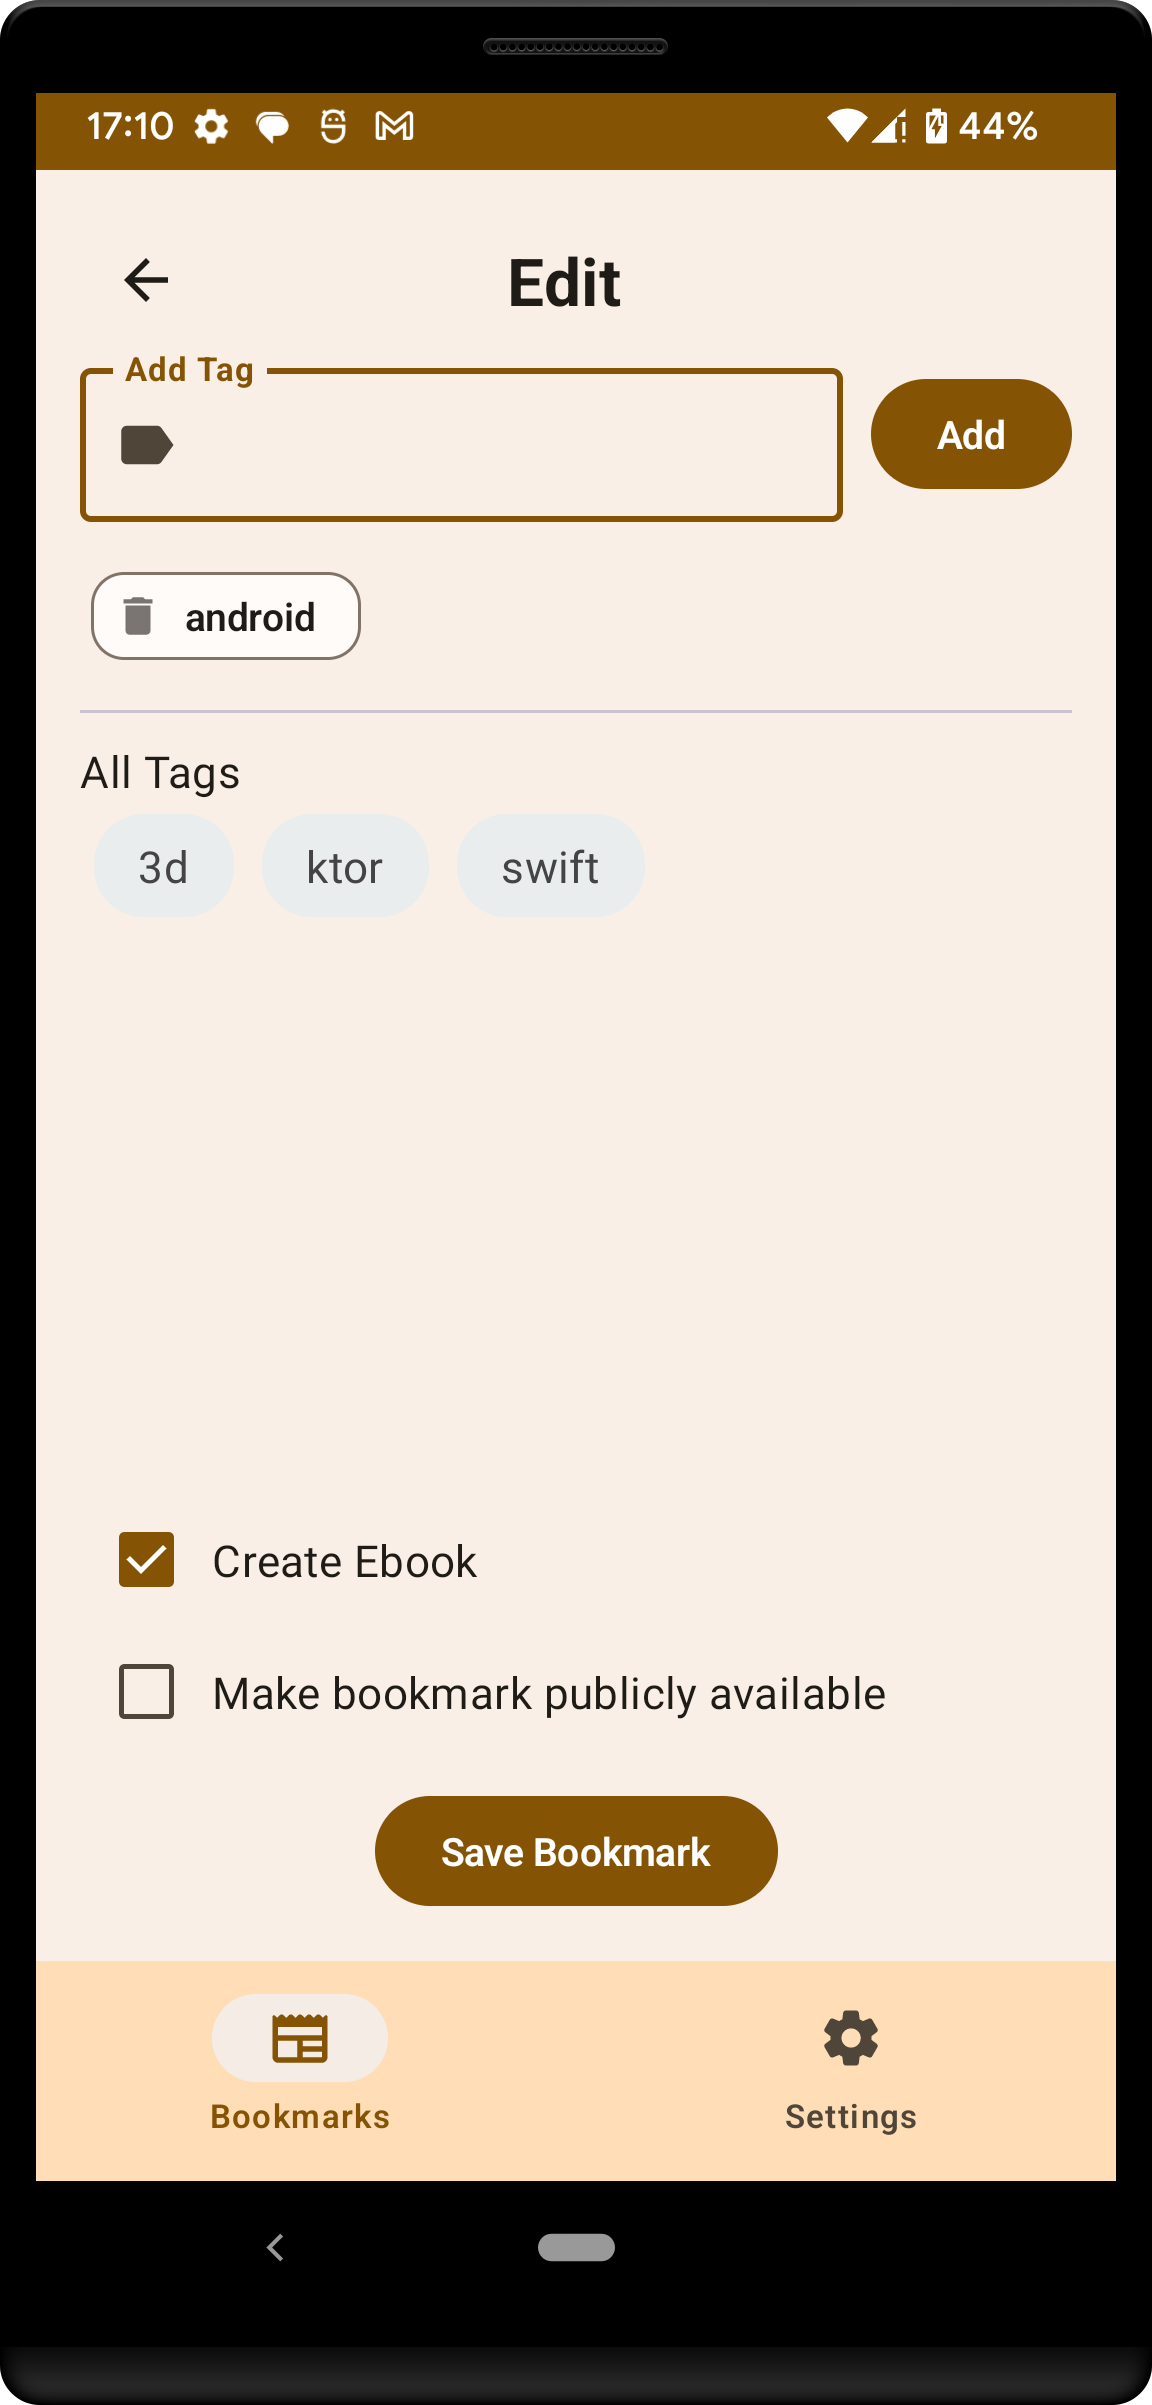 17:10 44%
Edit
Add Tag
Add
android
All Tags
3d ktor swift
Create Ebook
Make bookmark publicly available
Save Bookmark
Bookmarks Settings